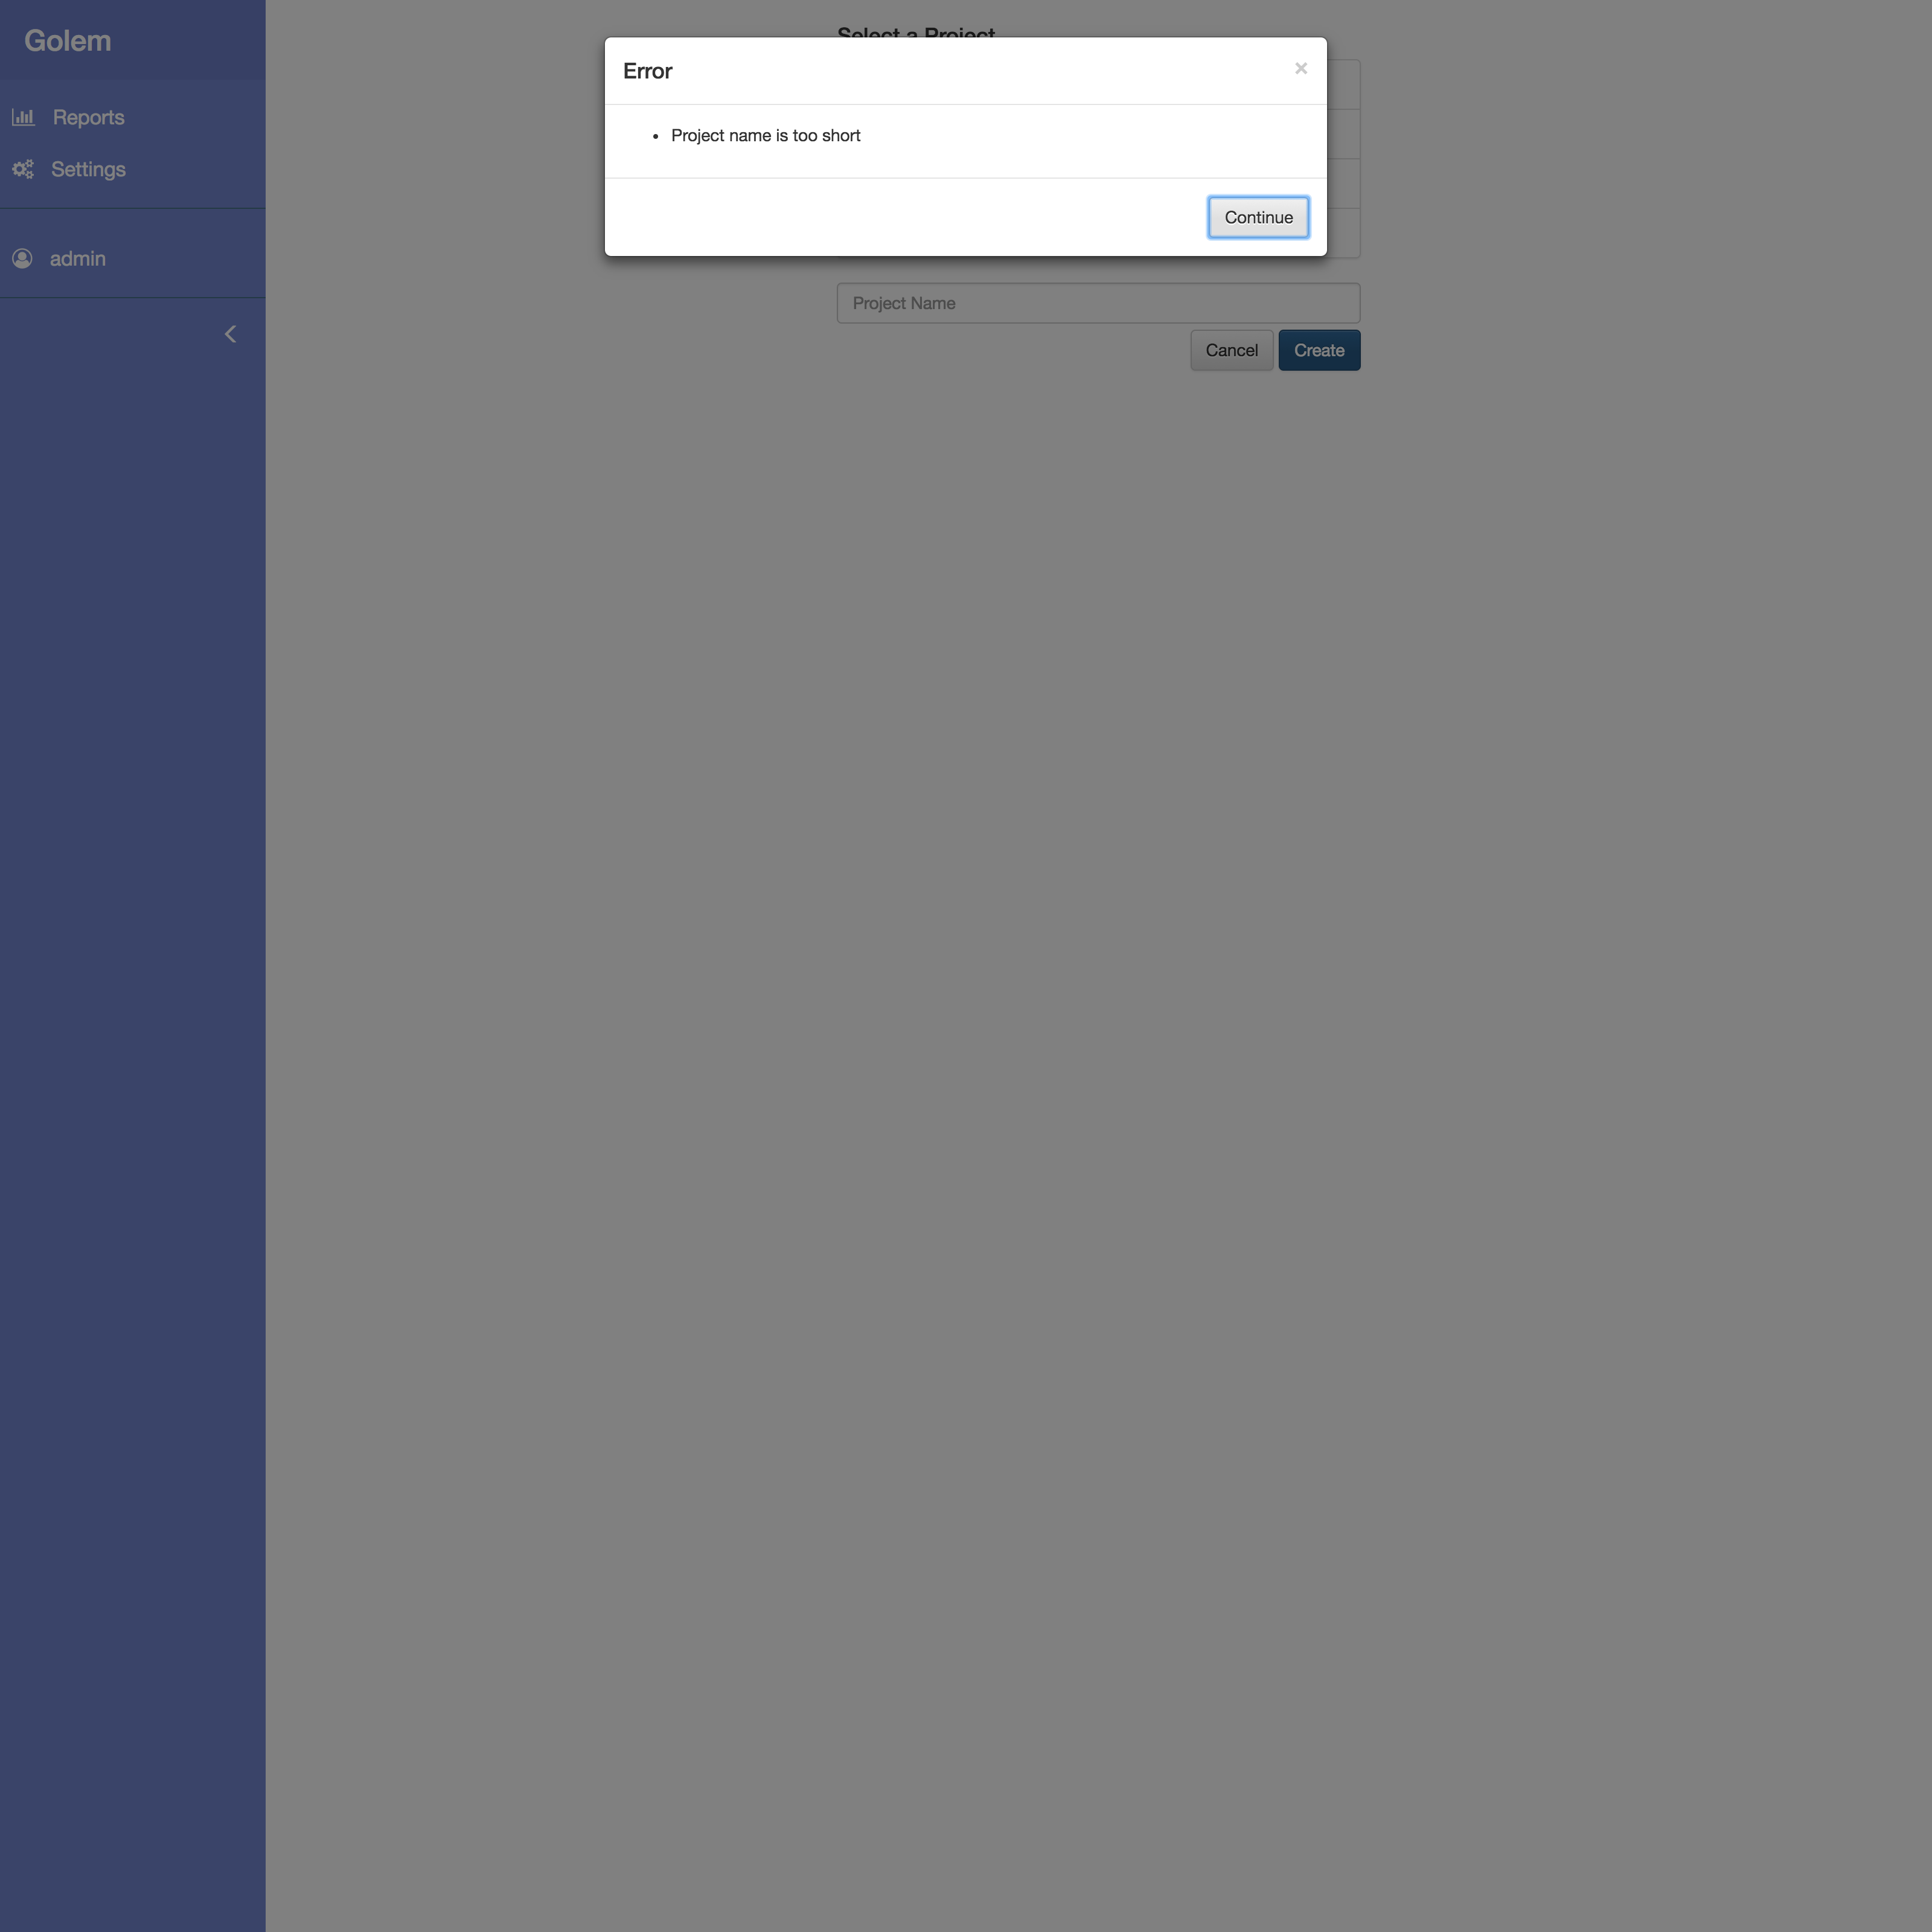 Golem
Reports
Settings
admin
Select a Project
Error
×
Project name is too short
Continue
Project Name
Cancel
Create